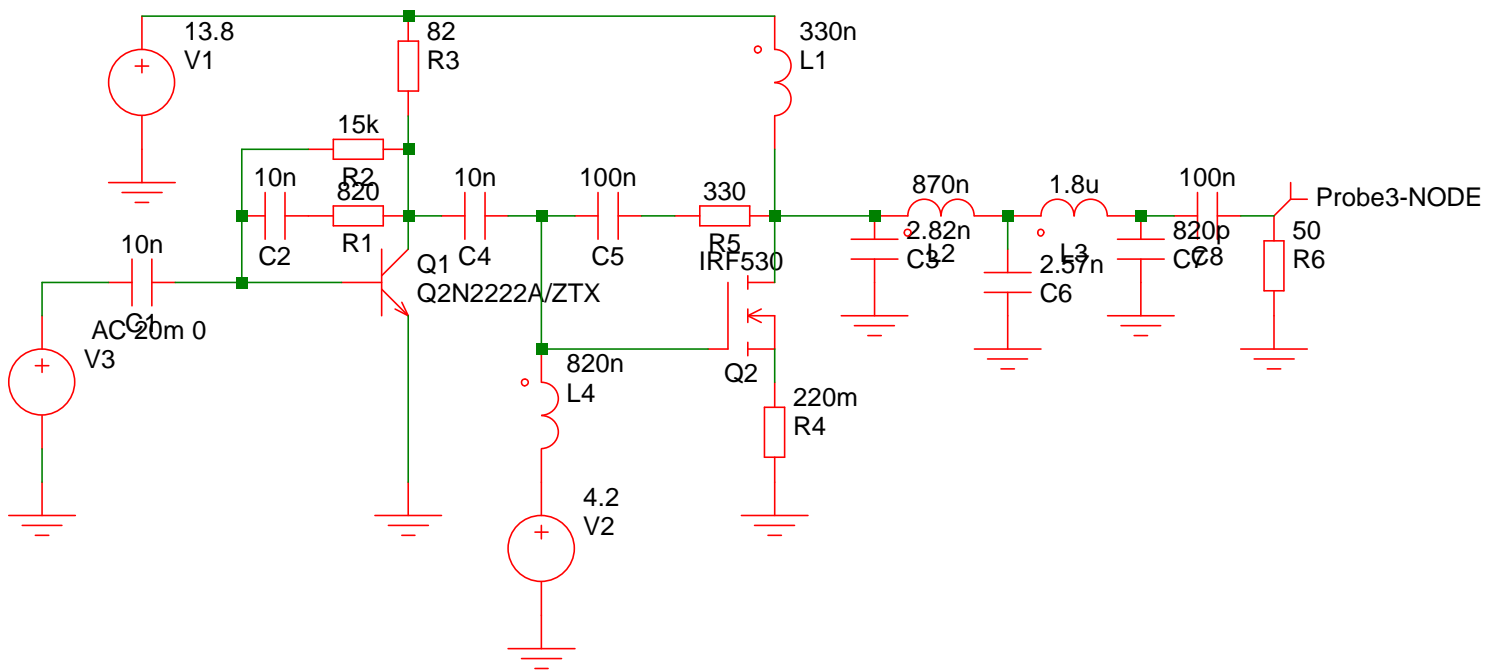 13.8
V1
82
R3
330n
L1
15k
R2
10n
C2
820
R1
10n
C4
100n
C5
330
R5
870n
L2
1.8u
L3
100n
C8
Probe3-NODE
10n
C1
Q1
Q2N2222A/ZTX
IRF530
Q2
2.82n
C3
2.57n
C6
820p
C7
50
R6
AC 20m 0
V3
820n
L4
220m
R4
4.2
V2